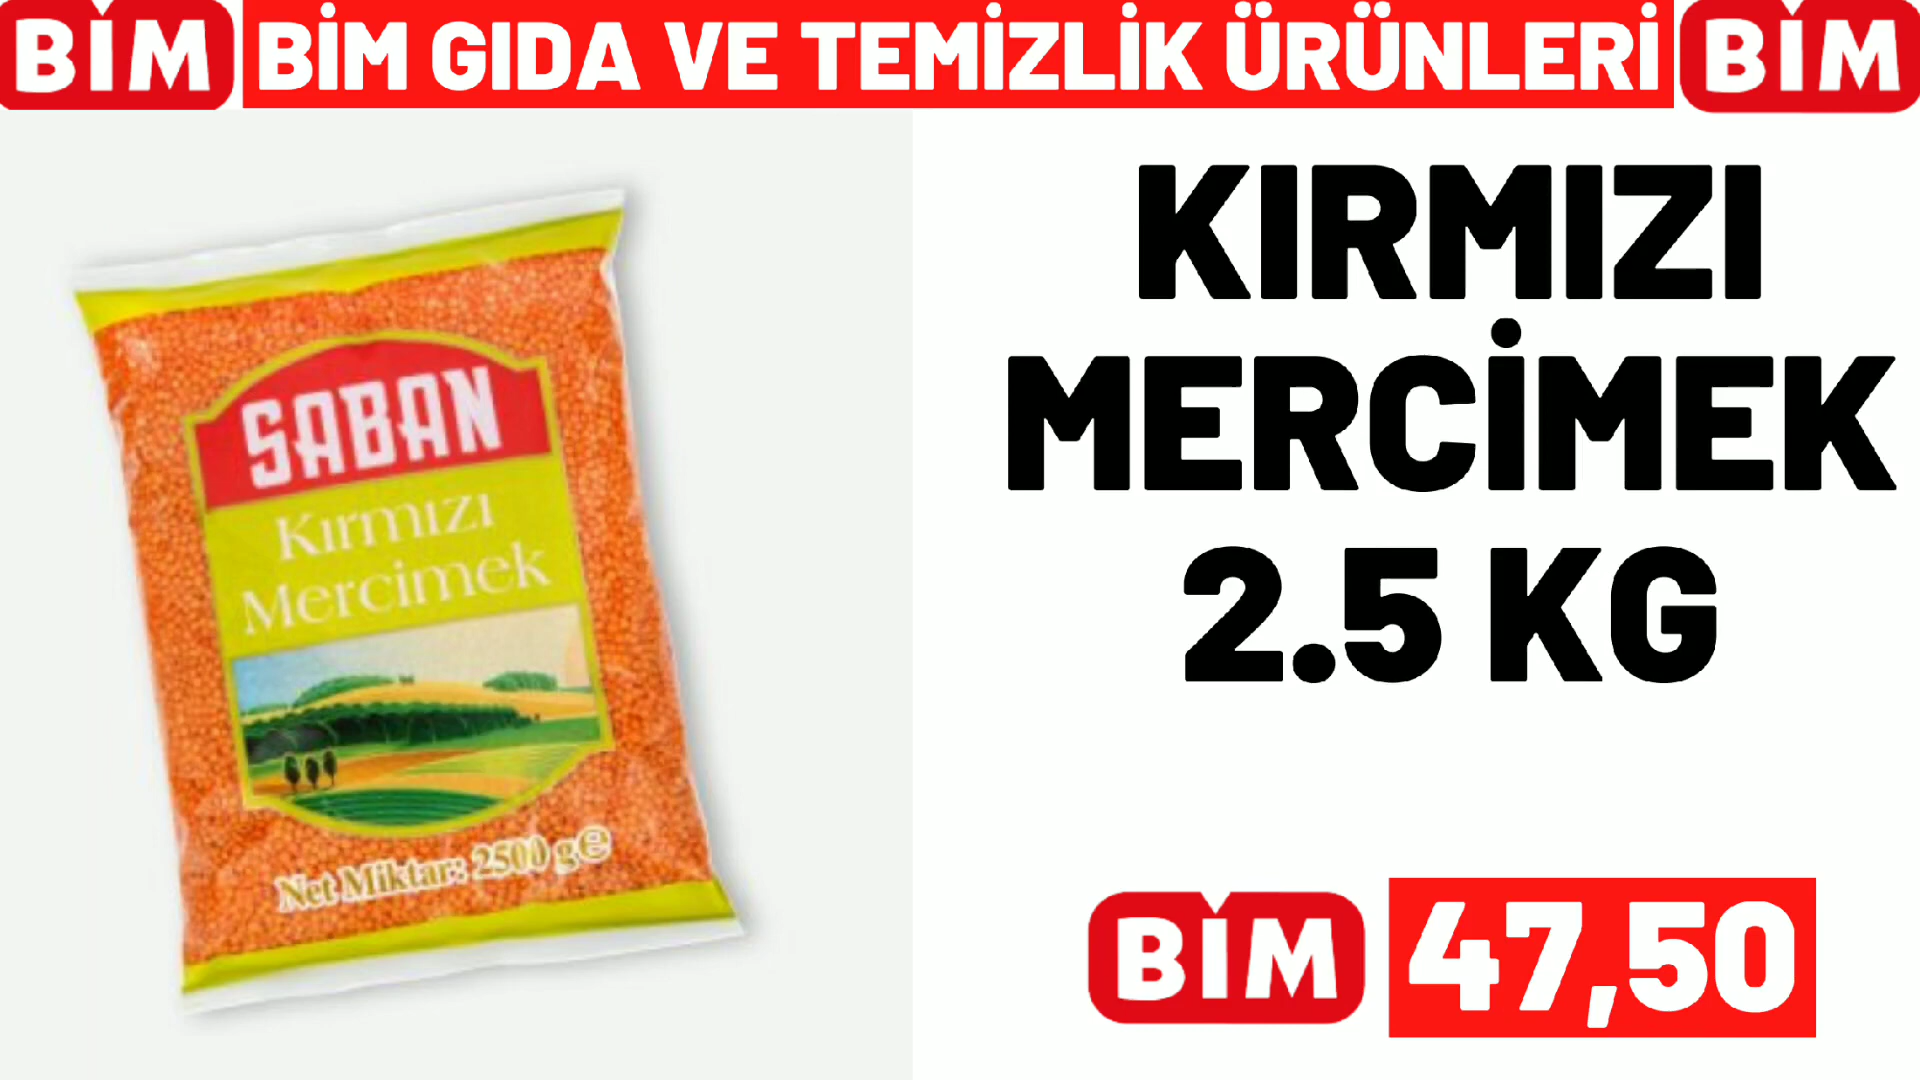 BİM BİM GIDA VE TEMİZLİK ÜRÜNLERİ BİM
SABAN
Kırmızı
Mercimek
Net Miktar: 2500 g ℮
KIRMIZI
MERCİMEK
2.5 KG
BİM 47,50